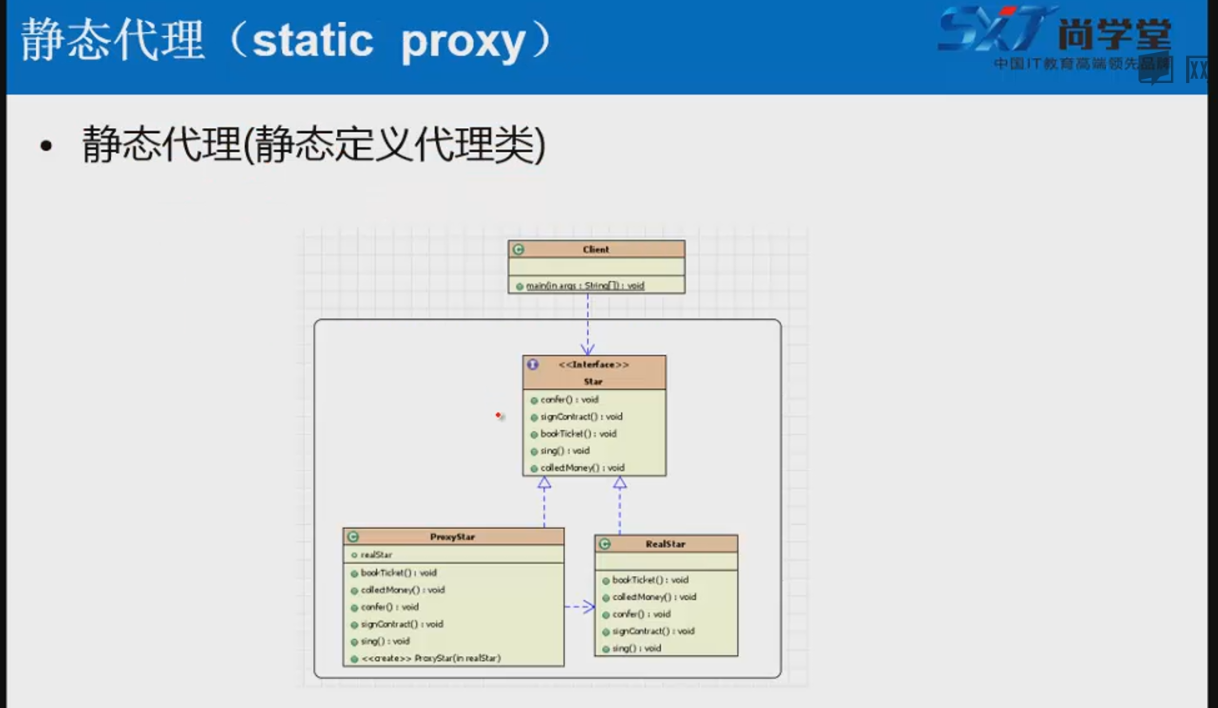 静态代理（static proxy）
SXT 尚学堂
中国IT教育高端领先品牌
• 静态代理(静态定义代理类)
Client
main(in args : String[]) : void
<<Interface>>
Star
confer() : void
signContract() : void
bookTicket() : void
sing() : void
collectMoney() : void
ProxyStar
realStar
bookTicket() : void
collectMoney() : void
confer() : void
signContract() : void
sing() : void
<<create>> ProxyStar(in realStar)
RealStar
bookTicket() : void
collectMoney() : void
confer() : void
signContract() : void
sing() : void